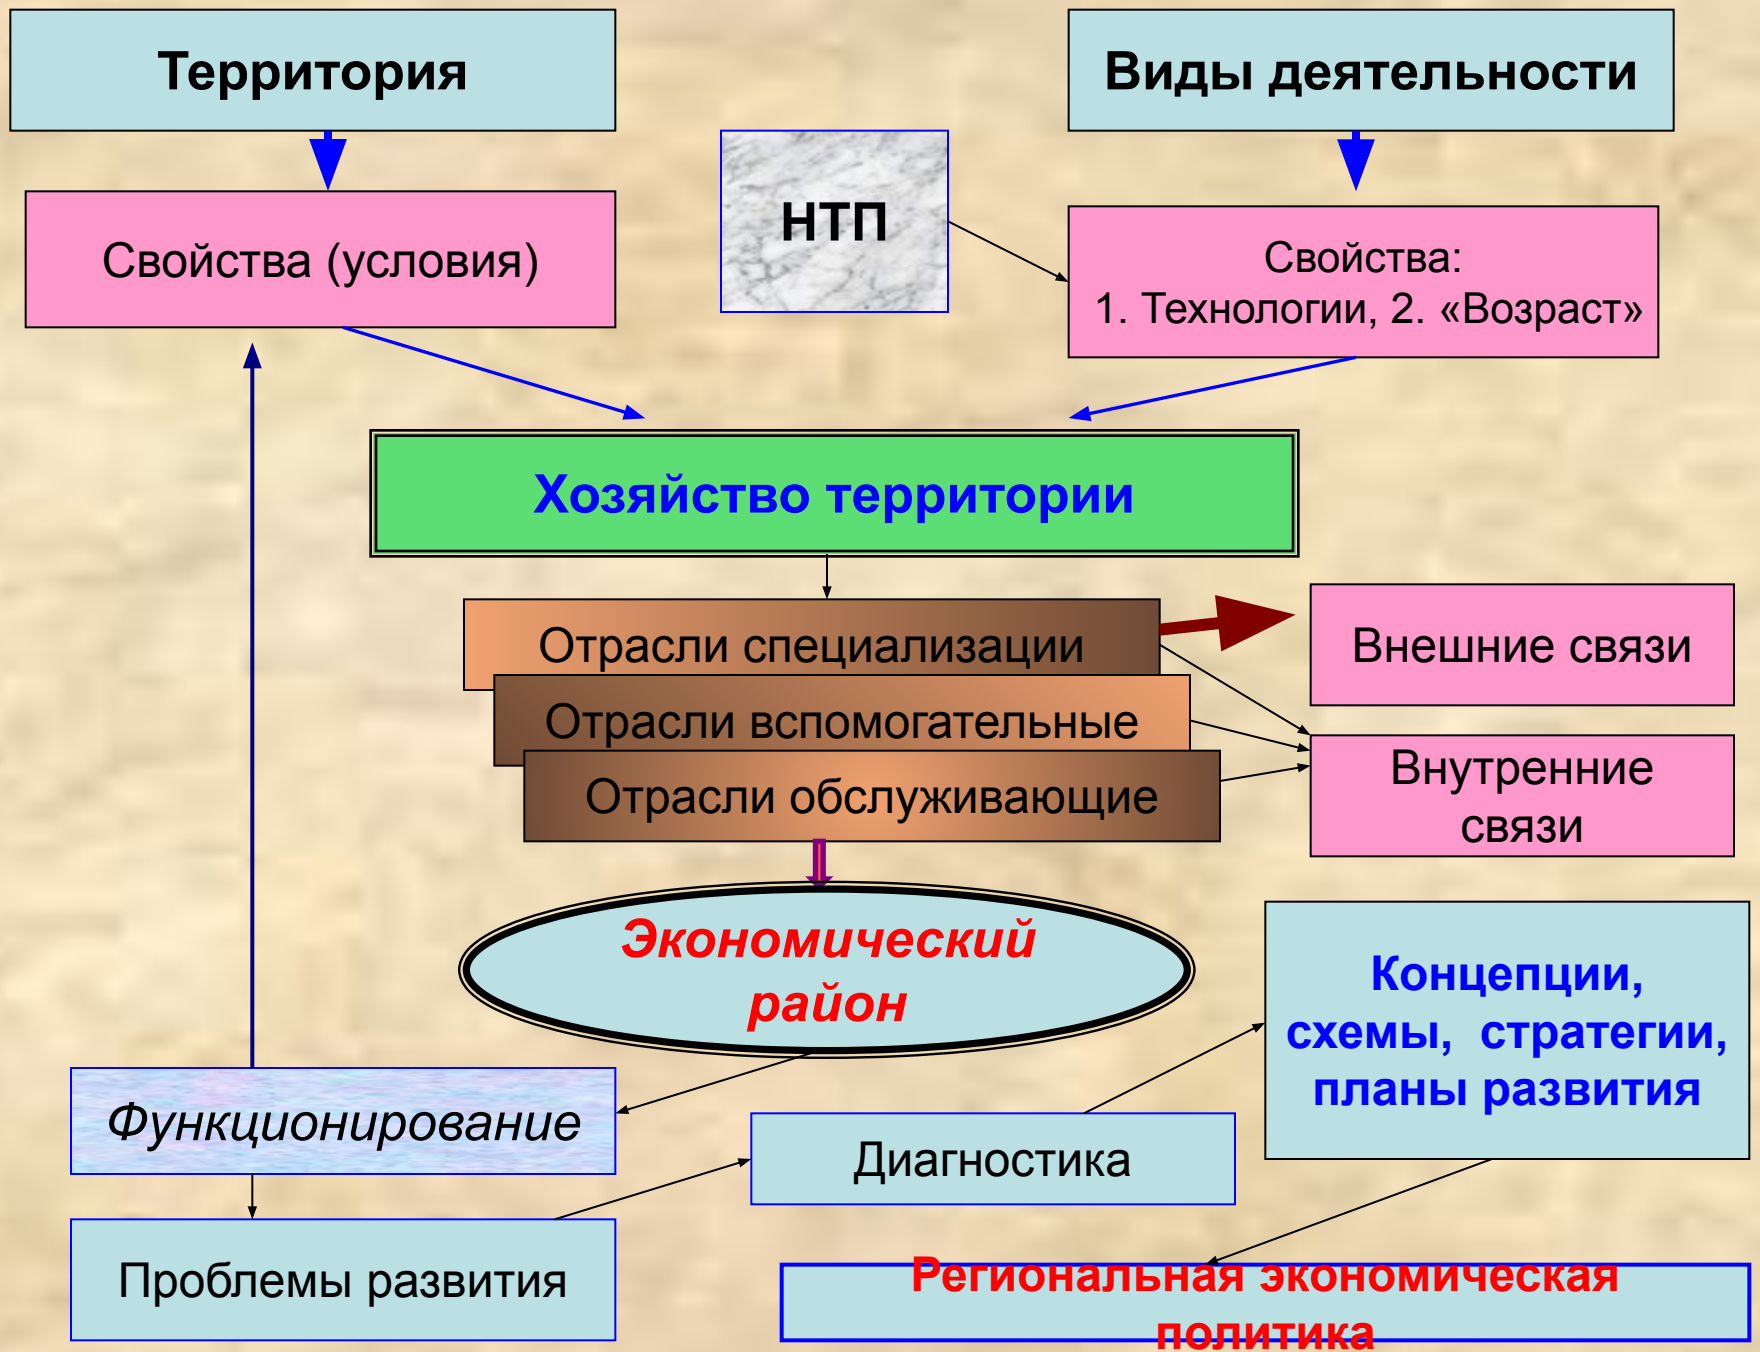 Территория
Виды деятельности
НТП
Свойства (условия)
Свойства:
1. Технологии, 2. «Возраст»
Хозяйство территории
Отрасли специализации
Внешние связи
Отрасли вспомогательные
Отрасли обслуживающие
Внутренние
связи
Экономический
район
Концепции,
схемы, стратегии,
планы развития
Функционирование
Диагностика
Проблемы развития
Региональная экономическая
политика